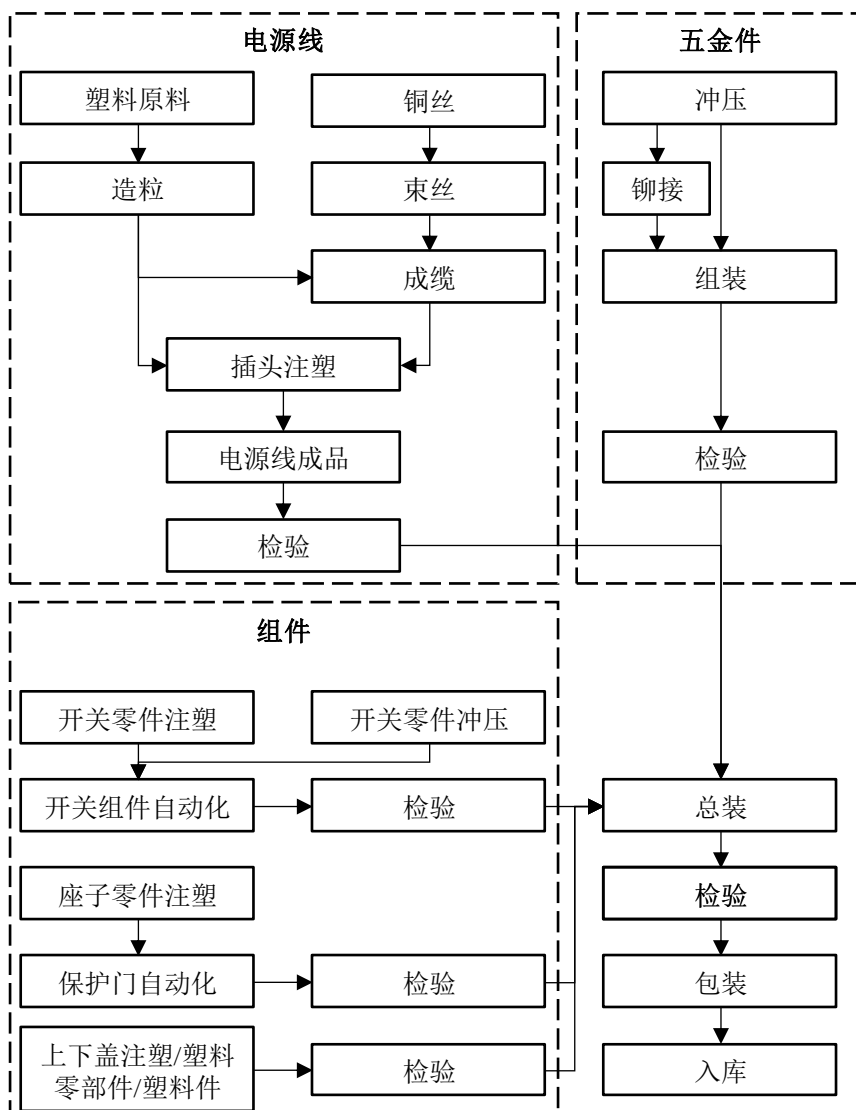 电源线
塑料原料
铜丝
造粒
束丝
成缆
插头注塑
电源线成品
检验
五金件
冲压
铆接
组装
检验
组件
开关零件注塑
开关零件冲压
开关组件自动化
检验
座子零件注塑
保护门自动化
检验
上下盖注塑/塑料
零部件/塑料件
检验
总装
检验
包装
入库